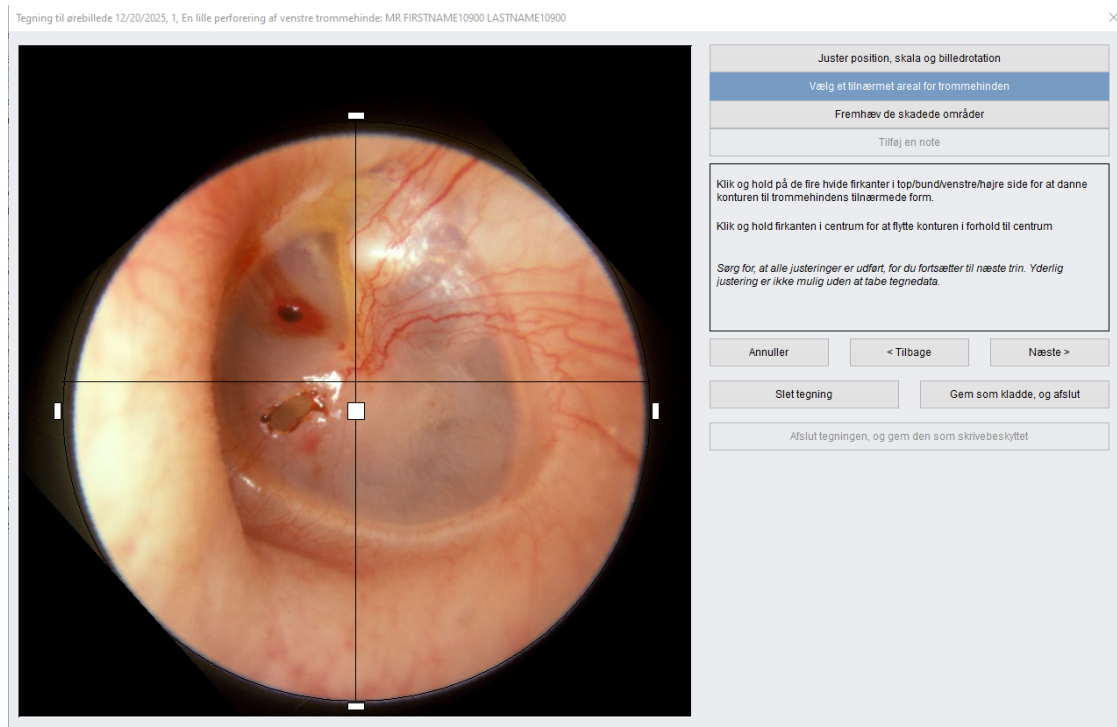 Tegning til ørebillede 12/20/2025, 1, En lille perforering af venstre trommehinde: MR FIRSTNAME10900 LASTNAME10900
Juster position, skala og billedrotation
Vælg et tilnærmet areal for trommehinden
Fremhæv de skadede områder
Tilføj en note
Klik og hold på de fire hvide firkanter i top/bund/venstre/højre side for at danne
konturen til trommehindens tilnærmede form.
Klik og hold firkanten i centrum for at flytte konturen i forhold til centrum
Sørg for, at alle justeringer er udført, før du fortsætter til næste trin. Yderlig
justering er ikke mulig uden at tabe tegnedata.
Annuller
< Tilbage
Næste >
Slet tegning
Gem som kladde, og afslut
Afslut tegningen, og gem den som skrivebeskyttet